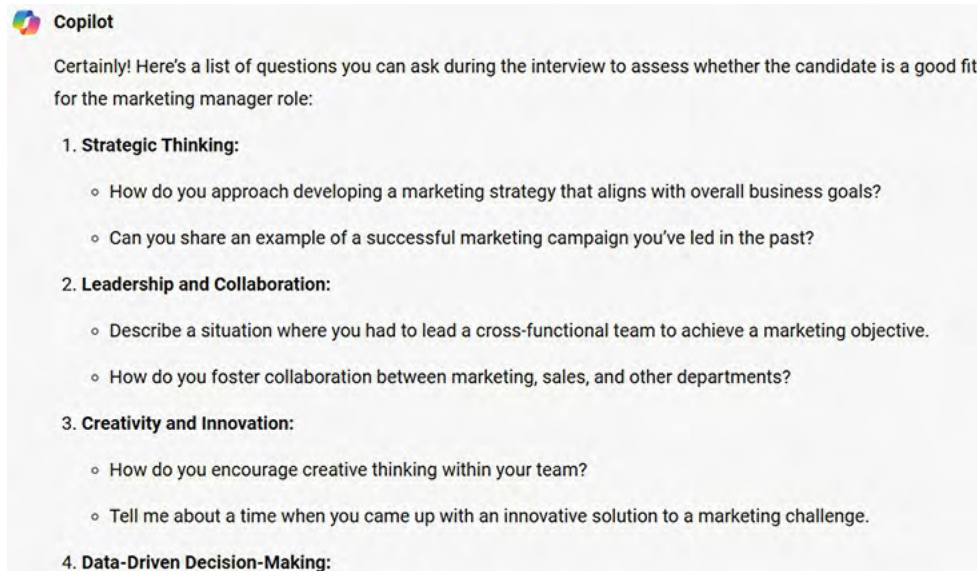 Copilot
Certainly! Here's a list of questions you can ask during the interview to assess whether the candidate is a good fit
for the marketing manager role:
1. Strategic Thinking:
◦ How do you approach developing a marketing strategy that aligns with overall business goals?
◦ Can you share an example of a successful marketing campaign you've led in the past?
2. Leadership and Collaboration:
◦ Describe a situation where you had to lead a cross-functional team to achieve a marketing objective.
◦ How do you foster collaboration between marketing, sales, and other departments?
3. Creativity and Innovation:
◦ How do you encourage creative thinking within your team?
◦ Tell me about a time when you came up with an innovative solution to a marketing challenge.
4. Data-Driven Decision-Making: